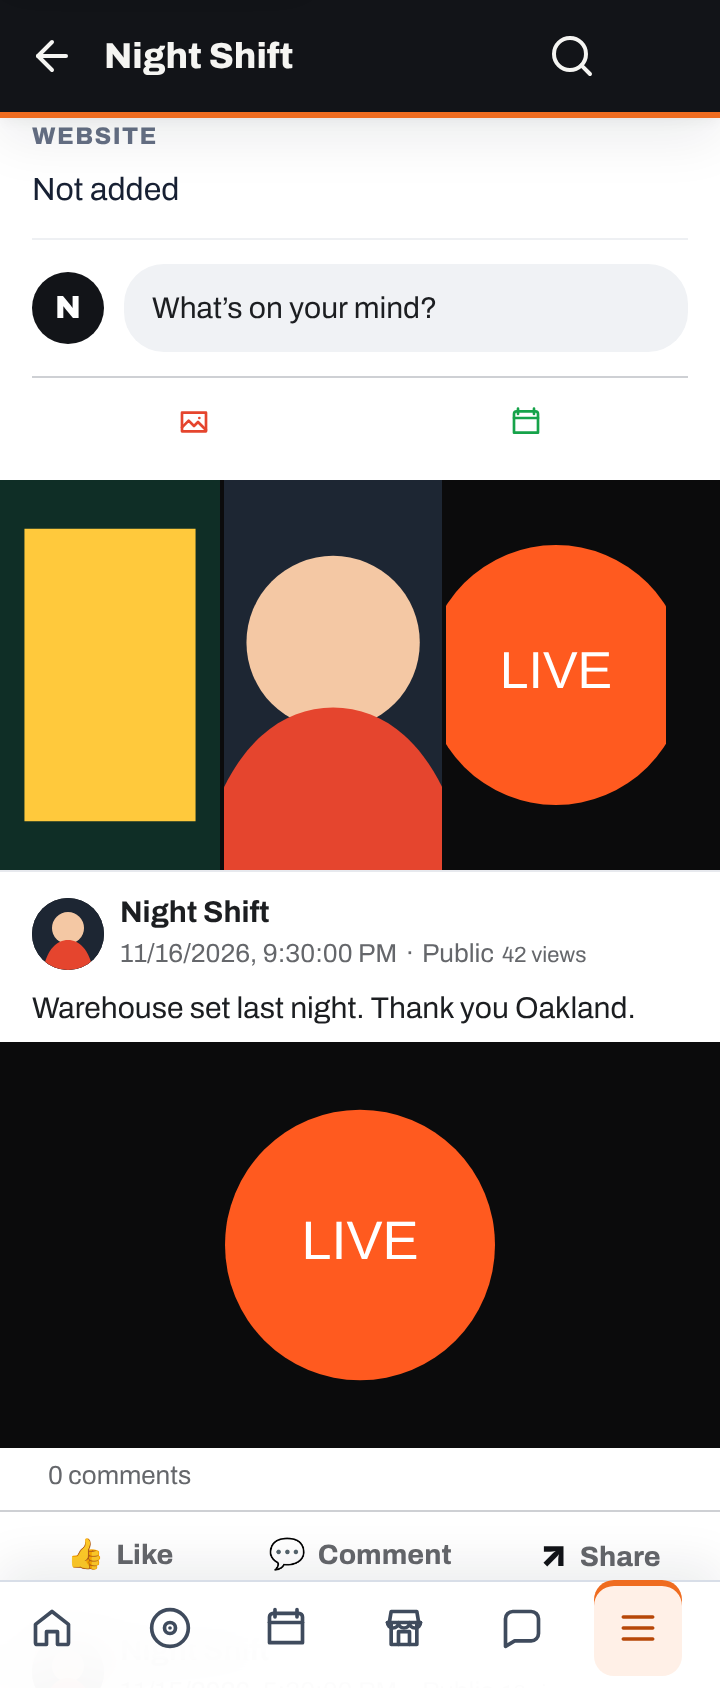 Night Shift
WEBSITE
Not added
N
What’s on your mind?
LIVE
Night Shift
11/16/2026, 9:30:00 PM · Public 42 views
Warehouse set last night. Thank you Oakland.
LIVE
0 comments
👍 Like 💬 Comment Share